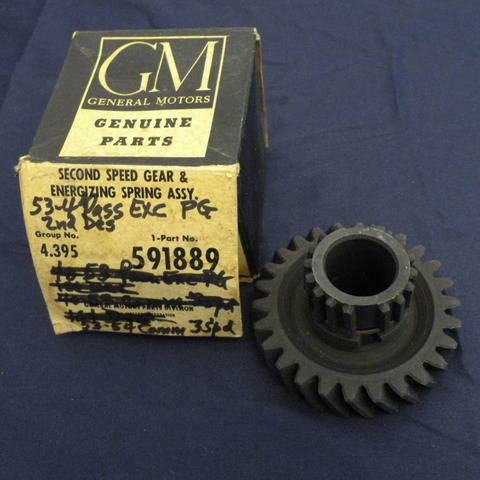 GM
GENERAL MOTORS
GENUINE
PARTS
SECOND SPEED GEAR &
ENERGIZING SPRING ASSY.
53-4 Pass Exc PG
2nd Des
Group No. 1-Part No.
4.395 591889
53-54 Comm 3 Spd